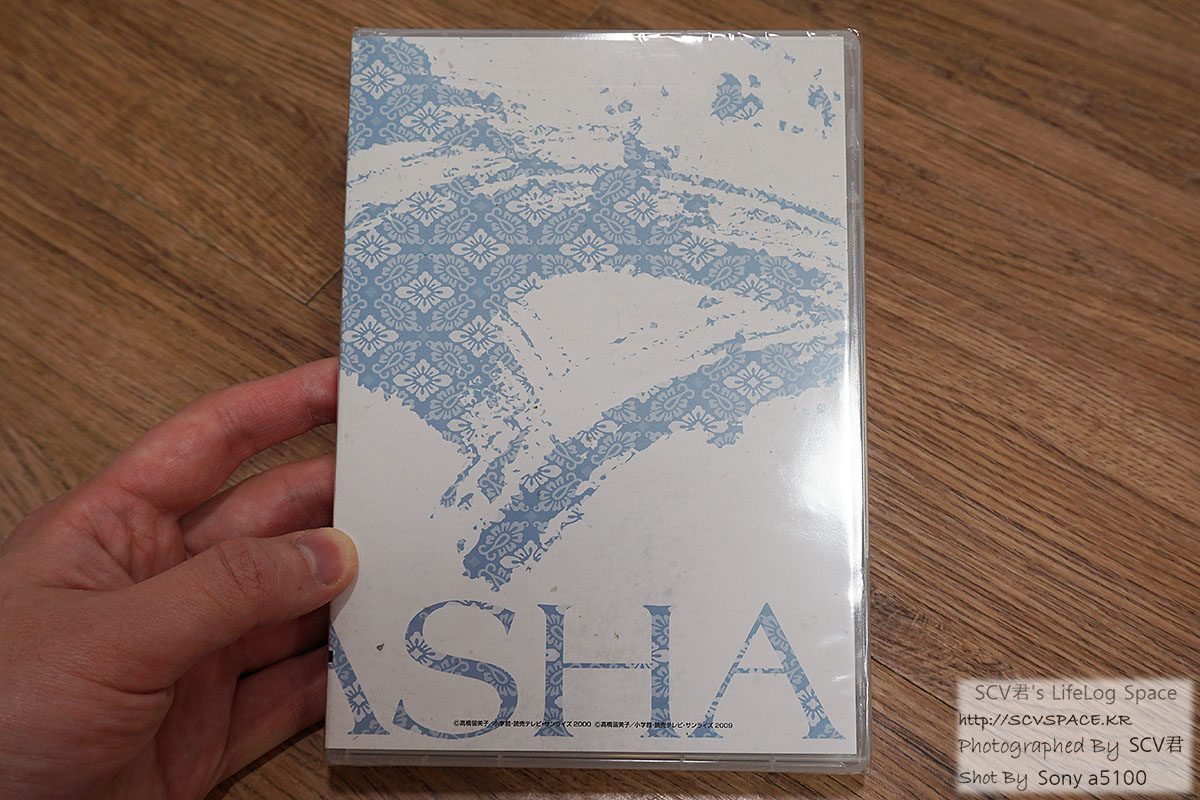 ASHA
©高橋留美子／小学館・読売テレビ・サンライズ 2000 ©高橋留美子／小学館・読売テレビ・サンライズ 2009
SCV君's LifeLog Space
http://SCVSPACE.KR
Photographed By SCV君
Shot By Sony a5100